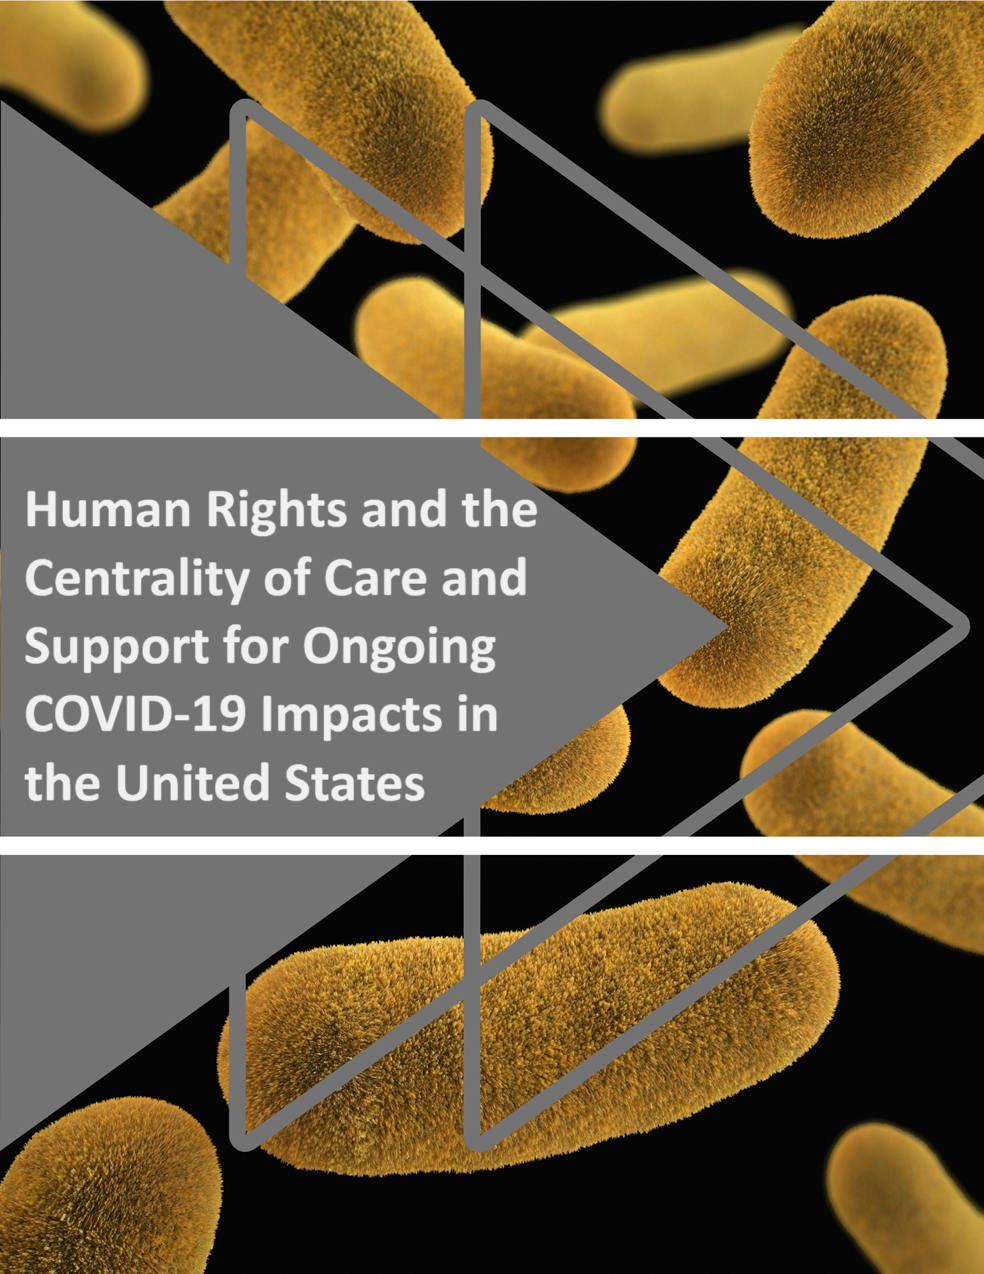 Human Rights and the
Centrality of Care and
Support for Ongoing
COVID-19 Impacts in
the United States